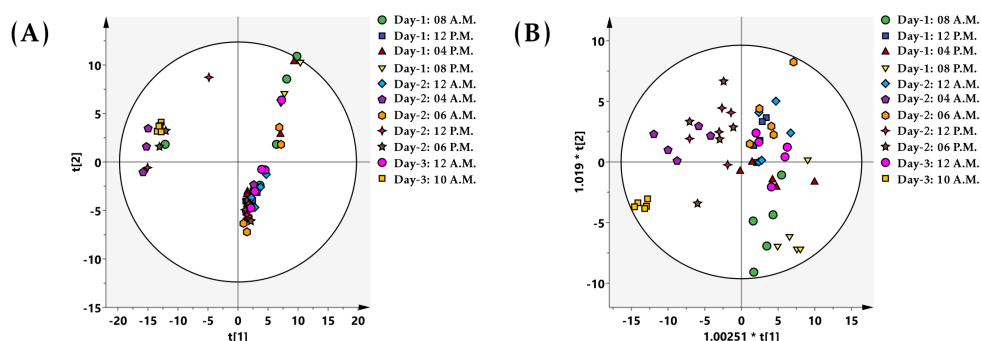 (A)
10
5
0
-5
-10
-15
t[2]
-20 -15 -10 -5 0 5 10 15 20
t[1]
Day-1: 08 A.M.
Day-1: 12 P.M.
Day-1: 04 P.M.
Day-1: 08 P.M.
Day-2: 12 A.M.
Day-2: 04 A.M.
Day-2: 06 A.M.
Day-2: 12 P.M.
Day-2: 06 P.M.
Day-3: 12 A.M.
Day-3: 10 A.M.
(B)
10
5
0
-5
-10
1.019 * t[2]
-15 -10 -5 0 5 10 15
1.00251 * t[1]
Day-1: 08 A.M.
Day-1: 12 P.M.
Day-1: 04 P.M.
Day-1: 08 P.M.
Day-2: 12 A.M.
Day-2: 04 A.M.
Day-2: 06 A.M.
Day-2: 12 P.M.
Day-2: 06 P.M.
Day-3: 12 A.M.
Day-3: 10 A.M.